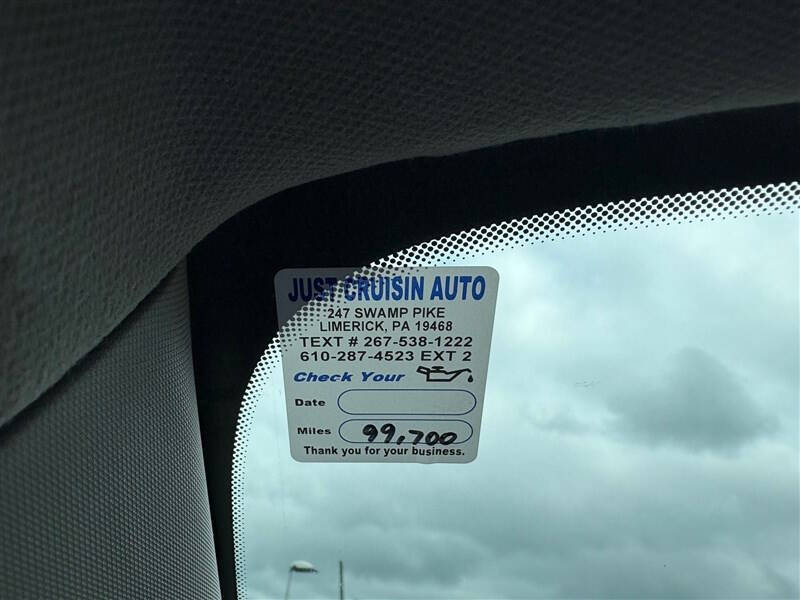 JUST CRUISIN AUTO
247 SWAMP PIKE
LIMERICK, PA 19468
TEXT # 267-538-1222
610-287-4523 EXT 2
Check Your
Date
Miles 99,700
Thank you for your business.